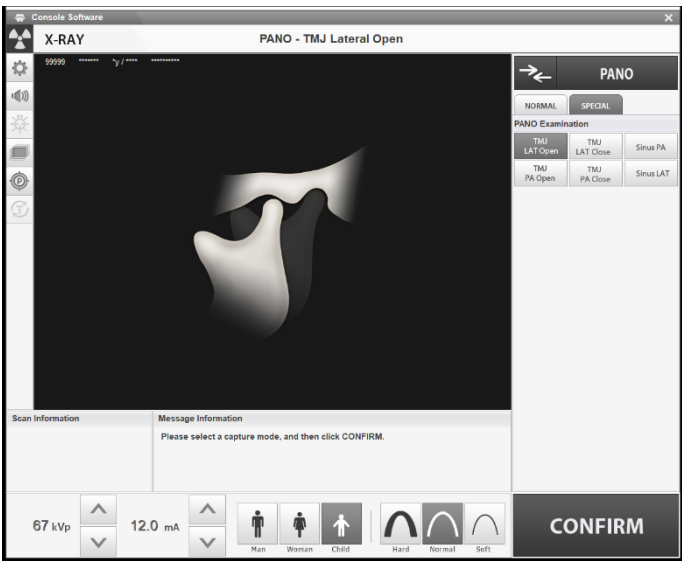 Console Software
X-RAY
PANO - TMJ Lateral Open
99999 ******* *y / **** **********
PANO
NORMAL
SPECIAL
PANO Examination
TMJ
LAT Open
TMJ
LAT Close
Sinus PA
TMJ
PA Open
TMJ
PA Close
Sinus LAT
Scan Information
Message Information
Please select a capture mode, and then click CONFIRM.
67 kVp
12.0 mA
Man
Woman
Child
Hard
Normal
Soft
CONFIRM